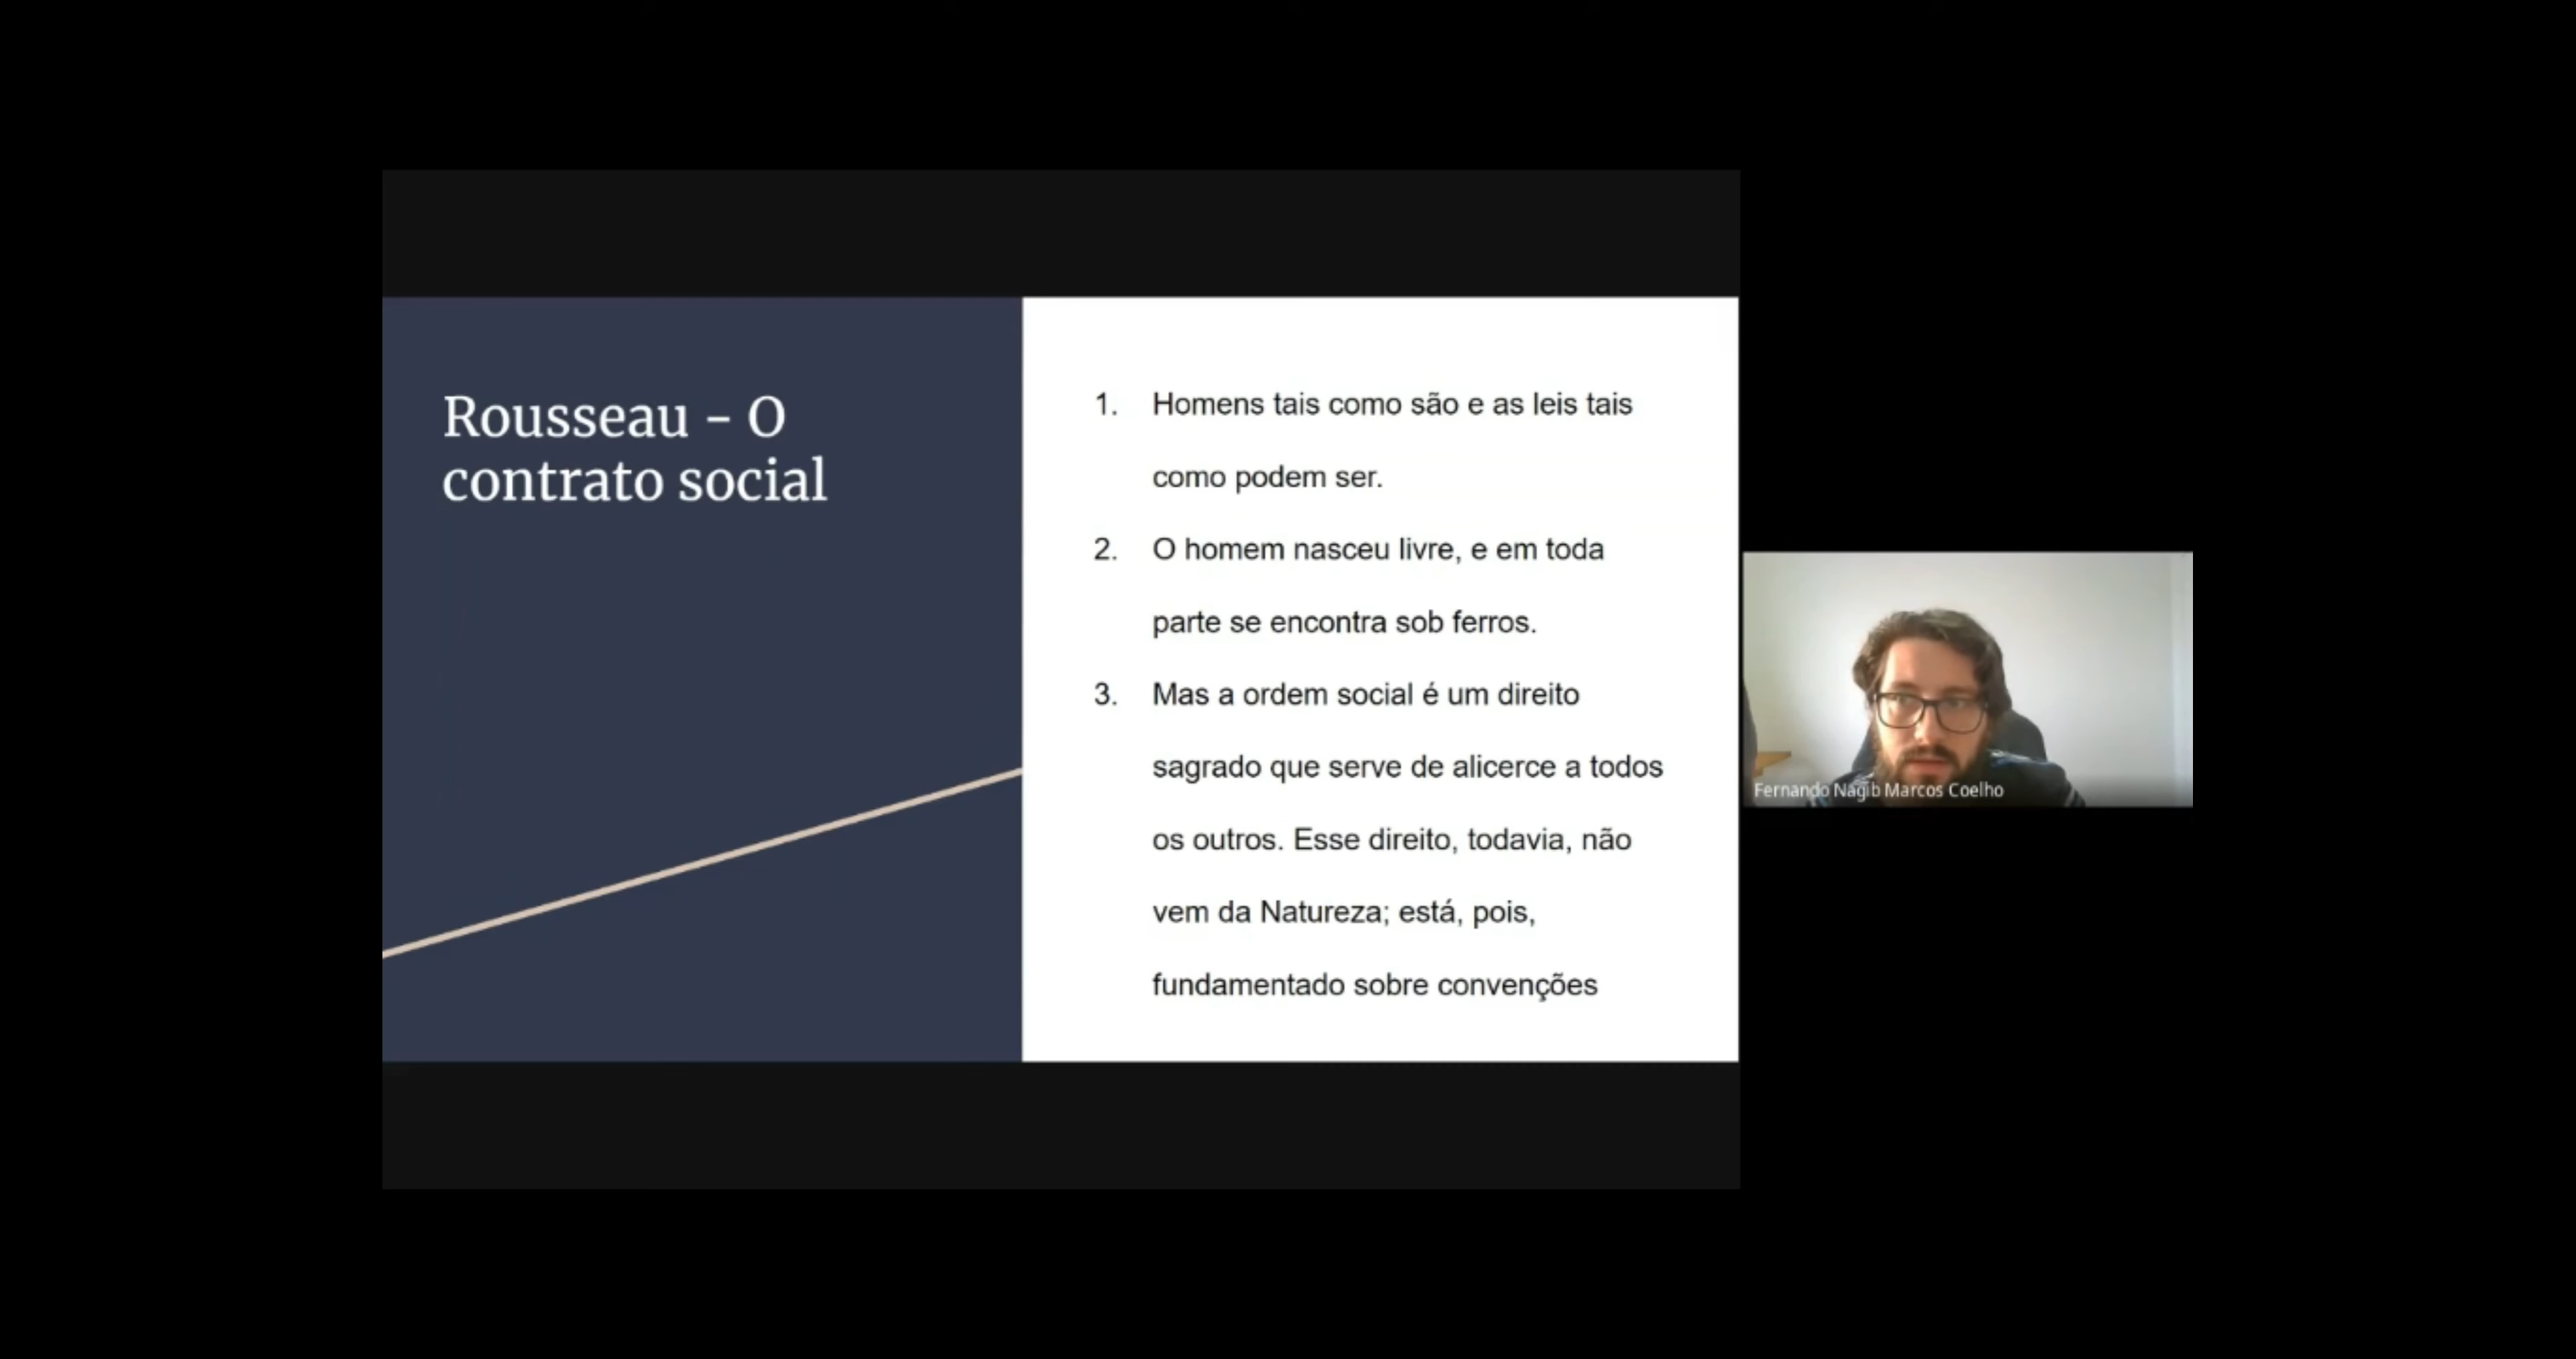 Rousseau - O
contrato social
1. Homens tais como são e as leis tais
como podem ser.
2. O homem nasceu livre, e em toda
parte se encontra sob ferros.
3. Mas a ordem social é um direito
sagrado que serve de alicerce a todos
os outros. Esse direito, todavia, não
vem da Natureza; está, pois,
fundamentado sobre convenções
Fernando Nagib Marcos Coelho